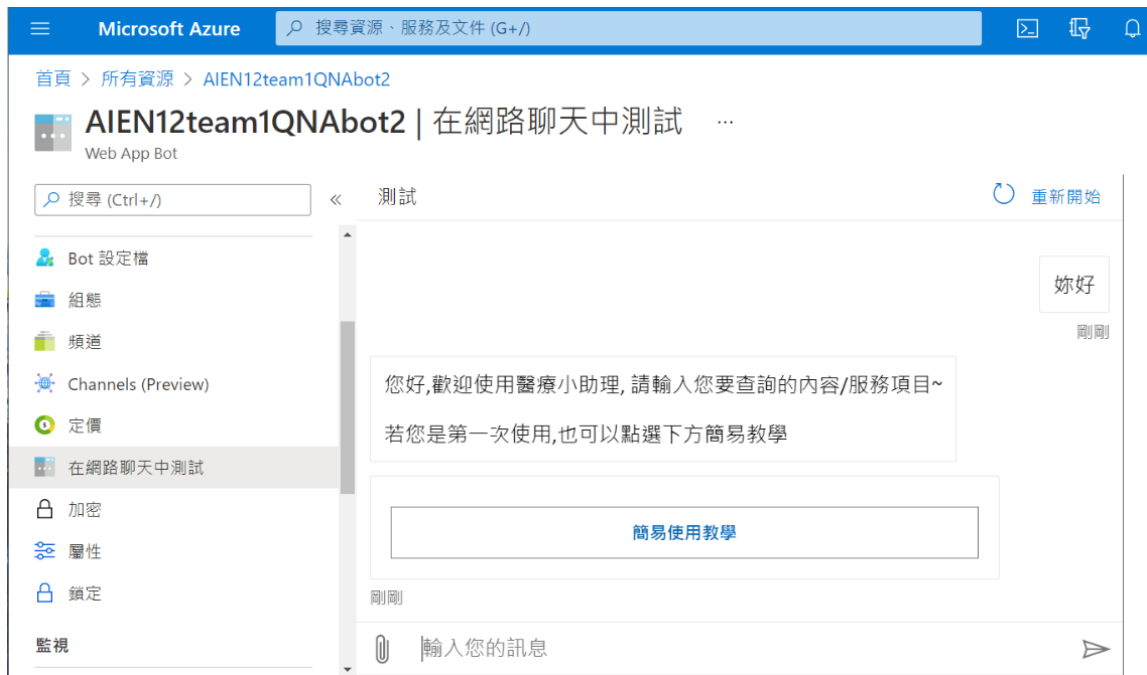 Microsoft Azure
搜尋資源、服務及文件 (G+/)
首頁 > 所有資源 > AIEN12team1QNAbot2
AIEN12team1QNAbot2 | 在網路聊天中測試 ...
Web App Bot
搜尋 (Ctrl+/)
«
Bot 設定檔
組態
頻道
Channels (Preview)
定價
在網路聊天中測試
加密
屬性
鎖定
監視
測試
重新開始
妳好
剛剛
您好,歡迎使用醫療小助理, 請輸入您要查詢的內容/服務項目~
若您是第一次使用,也可以點選下方簡易教學
簡易使用教學
剛剛
輸入您的訊息